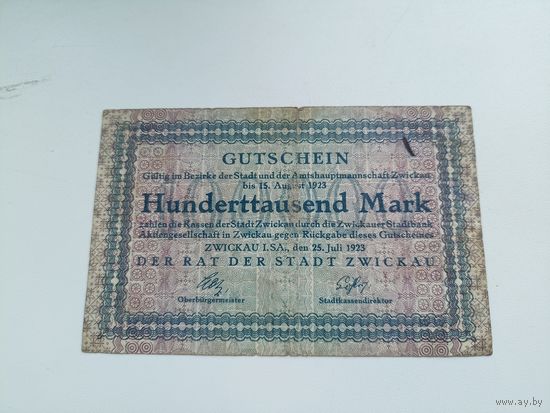 GUTSCHEIN
Gültig im Bezirke der Stadt und der Amtshauptmannschaft Zwickau
bis 15. August 1923
Hunderttausend Mark
zahlen die Kassen der Stadt Zwickau durch die Zwickauer Stadtbank
Aktiengesellschaft in Zwickau gegen Rückgabe dieses Gutscheines
ZWICKAU I.SA., den 25. Juli 1923
DER RAT DER STADT ZWICKAU
Oberbürgermeister
Stadtkassendirektor
www.ay.by